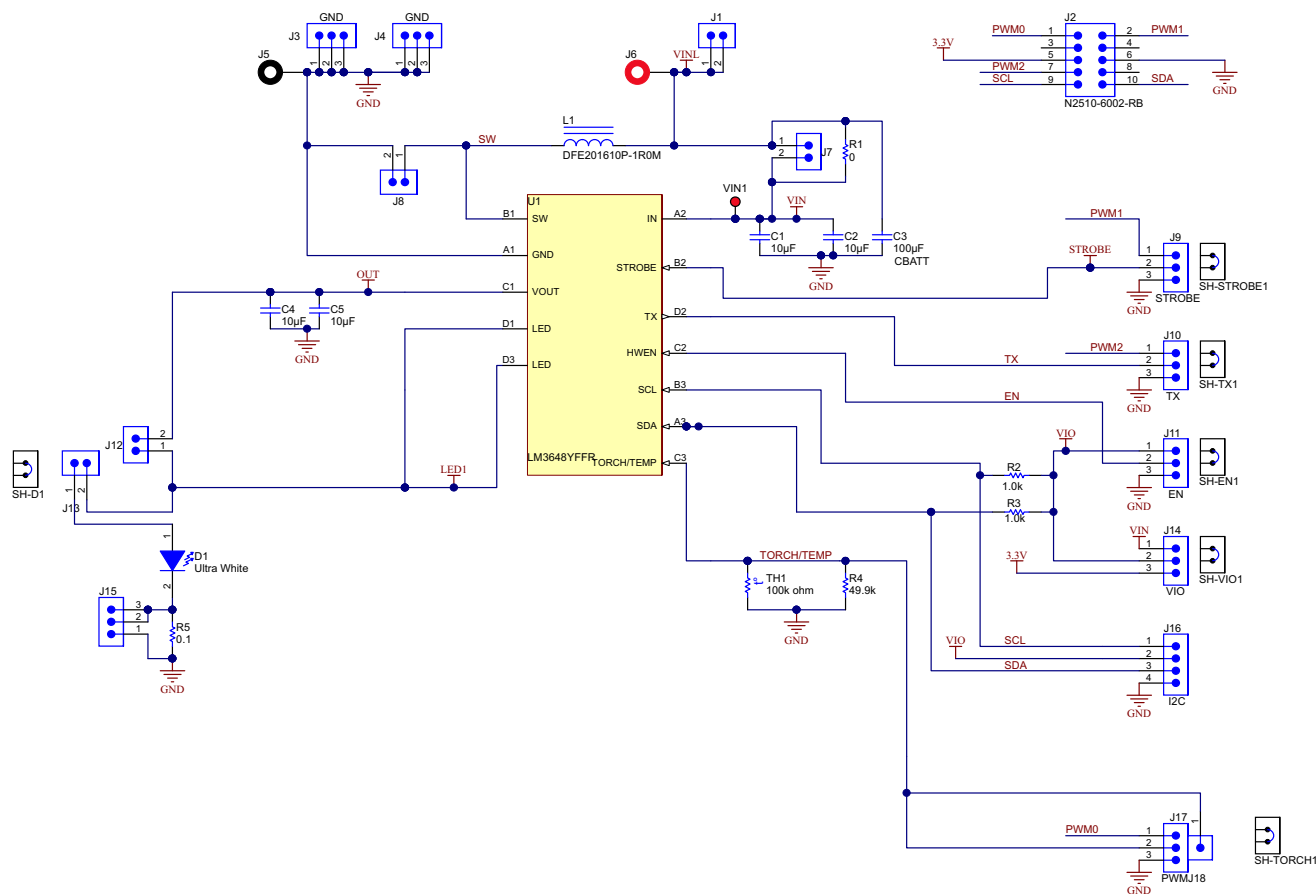 GND
GND
J3
J4
J5
1
2
3
1
2
3
GND
J1
J6
VINL
1
2
J2
PWM0
1
2
PWM1
3
4
3.3V
5
6
PWM2
7
8
SCL
9
10
SDA
N2510-6002-RB
GND
L1
SW
DFE201610P-1R0M
2
1
J8
1
2
J7
R1
0
VIN1
VIN
C1
10µF
C2
10µF
C3
100µF
CBATT
GND
U1
B1
SW
A1
GND
C1
VOUT
D1
LED
D3
LED
IN
A2
STROBE
B2
TX
D2
HWEN
C2
SCL
B3
SDA
A3
TORCH/TEMP
C3
LM3648YFFR
OUT
C4
10µF
C5
10µF
GND
PWM1
J9
STROBE
1
2
3
GND
STROBE
SH-STROBE1
J10
PWM2
1
TX
2
3
GND
TX
SH-TX1
EN
J11
VIO
1
2
3
GND
EN
SH-EN1
R2
1.0k
R3
1.0k
J14
VIN
1
3.3V
2
3
VIO
SH-VIO1
J12
2
1
SH-D1
1
2
J13
LED1
1
D1
Ultra White
2
J15
3
2
1
R5
0.1
GND
TORCH/TEMP
TH1
t°
100k ohm
R4
49.9k
GND
J16
SCL
1
VIO
2
SDA
3
4
GND
I2C
J17
1
PWM0
1
2
3
GND
PWMJ18
SH-TORCH1